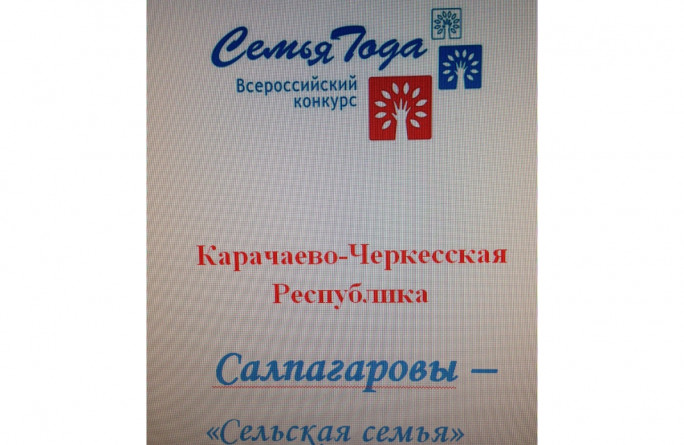 Семья Года
Всероссийский
конкурс
Карачаево-Черкесская
Республика
Салпагаровы –
«Сельская семья»